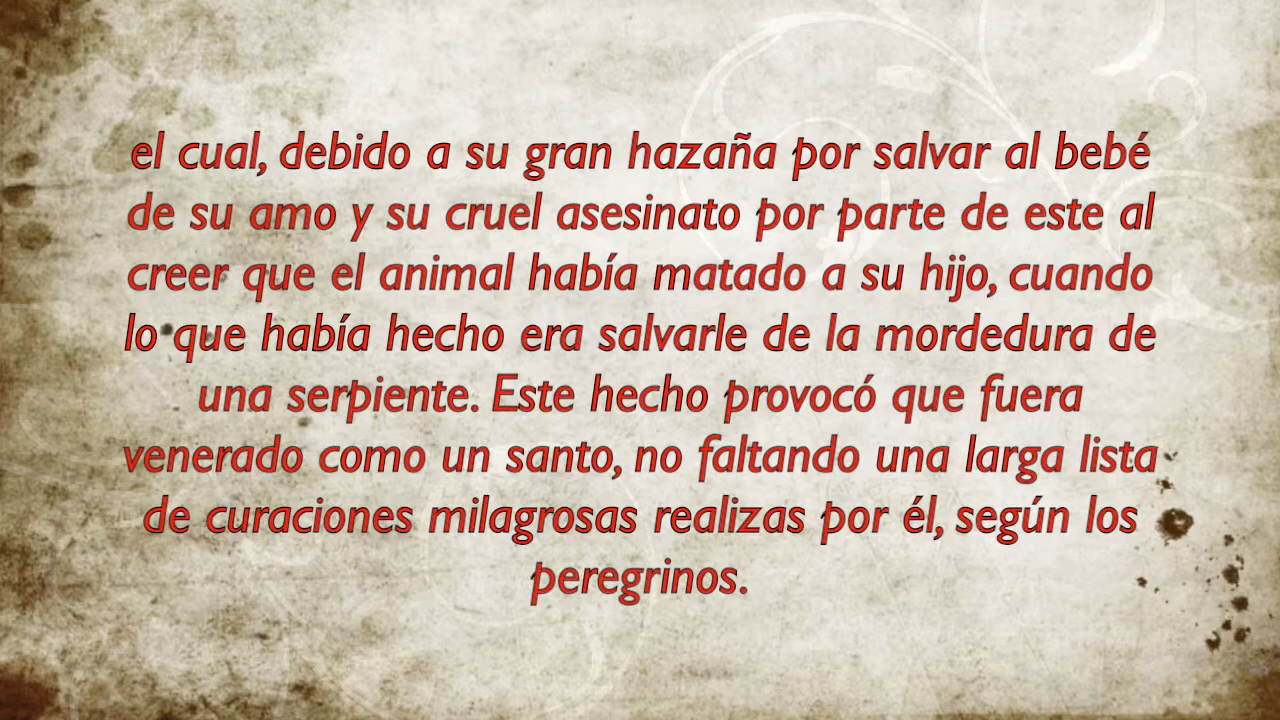 el cual, debido a su gran hazaña por salvar al bebé
de su amo y su cruel asesinato por parte de este al
creer que el animal había matado a su hijo, cuando
lo que había hecho era salvarle de la mordedura de
una serpiente. Este hecho provocó que fuera
venerado como un santo, no faltando una larga lista
de curaciones milagrosas realizas por él, según los
peregrinos.